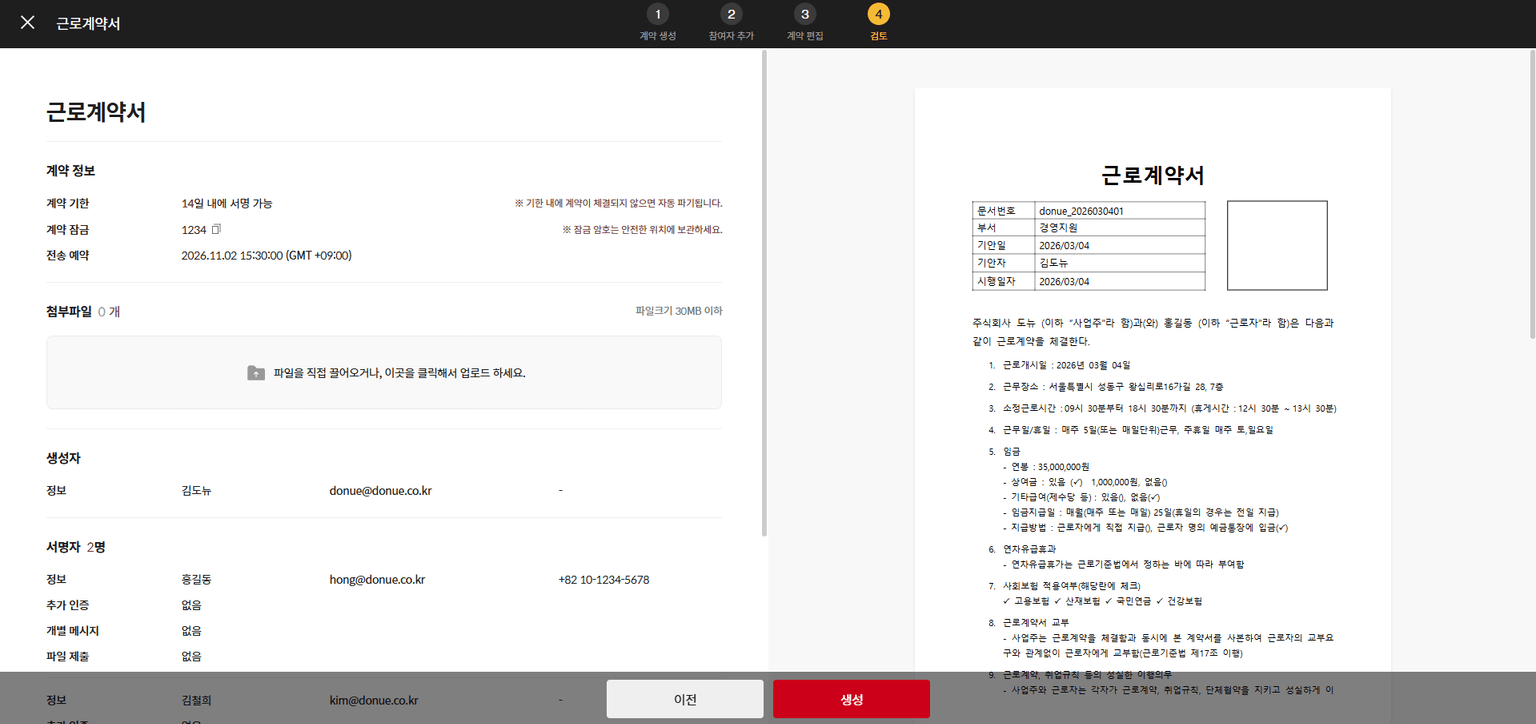 근로계약서
1
계약 생성
2
참여자 추가
3
계약 편집
4
검토
근로계약서
계약 정보
계약 기한 14일 내에 서명 가능 ※ 기한 내에 계약이 체결되지 않으면 자동 파기됩니다.
계약 잠금 1234 ※ 잠금 암호는 안전한 위치에 보관하세요.
전송 예약 2026.11.02 15:30:00 (GMT +09:00)
첨부파일 0 개 파일크기 30MB 이하
파일을 직접 끌어오거나, 이곳을 클릭해서 업로드 하세요.
생성자
정보 김도뉴 donue@donue.co.kr -
서명자 2명
정보 홍길동 hong@donue.co.kr +82 10-1234-5678
추가 인증 없음
개별 메시지 없음
파일 제출 없음
정보 김철희 kim@donue.co.kr -
추가 인증 없음
이전
생성
근로계약서
문서번호 donue_2026030401
부서 경영지원
기안일 2026/03/04
기안자 김도뉴
시행일자 2026/03/04
주식회사 도뉴 (이하 “사업주”라 함)과(와) 홍길동 (이하 “근로자”라 함)은 다음과
같이 근로계약을 체결한다.
1. 근로개시일 : 2026년 03월 04일
2. 근무장소 : 서울특별시 성동구 왕십리로16가길 28, 7층
3. 소정근로시간 : 09시 30분부터 18시 30분까지 (휴게시간 : 12시 30분 ~ 13시 30분)
4. 근무일/휴일 : 매주 5일(또는 매일단위)근무, 주휴일 매주 토,일요일
5. 임금
- 연봉 : 35,000,000원
- 상여금 : 있음 (✓) 1,000,000원, 없음()
- 기타급여(제수당 등) : 있음(), 없음(✓)
- 임금지급일 : 매월(매주 또는 매일) 25일(휴일의 경우는 전일 지급)
- 지급방법 : 근로자에게 직접 지급(), 근로자 명의 예금통장에 입금(✓)
6. 연차유급휴과
- 연차유급휴가는 근로기준법에서 정하는 바에 따라 부여함
7. 사회보험 적용여부(해당란에 체크)
✓ 고용보험 ✓ 산재보험 ✓ 국민연금 ✓ 건강보험
8. 근로계약서 교부
- 사업주는 근로계약을 체결함과 동시에 본 계약서를 사본하여 근로자의 교부요
구와 관계없이 근로자에게 교부함(근로기준법 제17조 이행)
9. 근로계약, 취업규칙 등의 성실한 이행의무
- 사업주와 근로자는 각자가 근로계약, 취업규칙, 단체협약을 지키고 성실하게 이